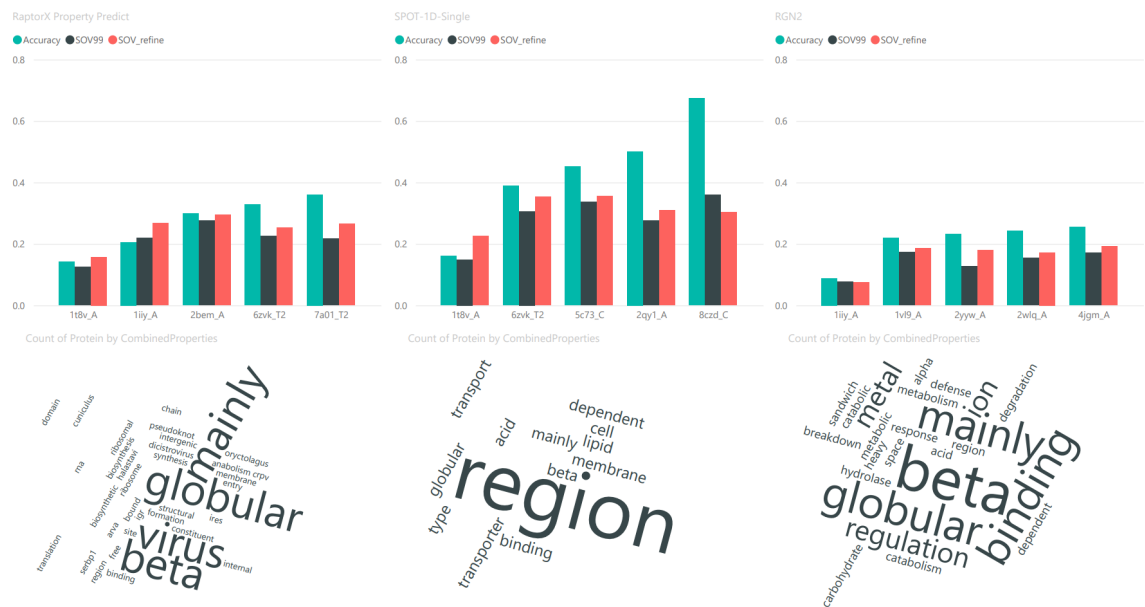 RaptorX Property Predict
Accuracy SOV99 SOV_refine
0.8
0.6
0.4
0.2
0.0
1t8v_A 1iiy_A 2bem_A 6zvk_T2 7a01_T2
SPOT-1D-Single
Accuracy SOV99 SOV_refine
0.8
0.6
0.4
0.2
0.0
1t8v_A 6zvk_T2 5c73_C 2qy1_A 8czd_C
RGN2
Accuracy SOV99 SOV_refine
0.8
0.6
0.4
0.2
0.0
1iiy_A 1vl9_A 2yyw_A 2wlq_A 4jgm_A
Count of Protein by CombinedProperties
domain
cuniculus
chain
mainly
pseudoknot
intergenic
dicistrovirus
synthesis
ribosomal
biosynthesis
halastavi
ribosome
rna
oryctolagus
anabolism crpv
membrane
entry
globular
biosynthetic
bound
igr
structural
formation
ires
constituent
arva
site
virus
internal
translation
serbp1
free
region
binding
beta
Count of Protein by CombinedProperties
transport
acid
dependent
cell
mainly lipid
membrane
beta
globular
region
type
transporter
binding
Count of Protein by CombinedProperties
sandwich
catabolic
metal
alpha
defense
metabolism
ion
degradation
mainly
breakdown
metabolic
heavy
response
space
region
acid
hydrolase
beta
binding
globular
regulation
dependent
catabolism
carbohydrate